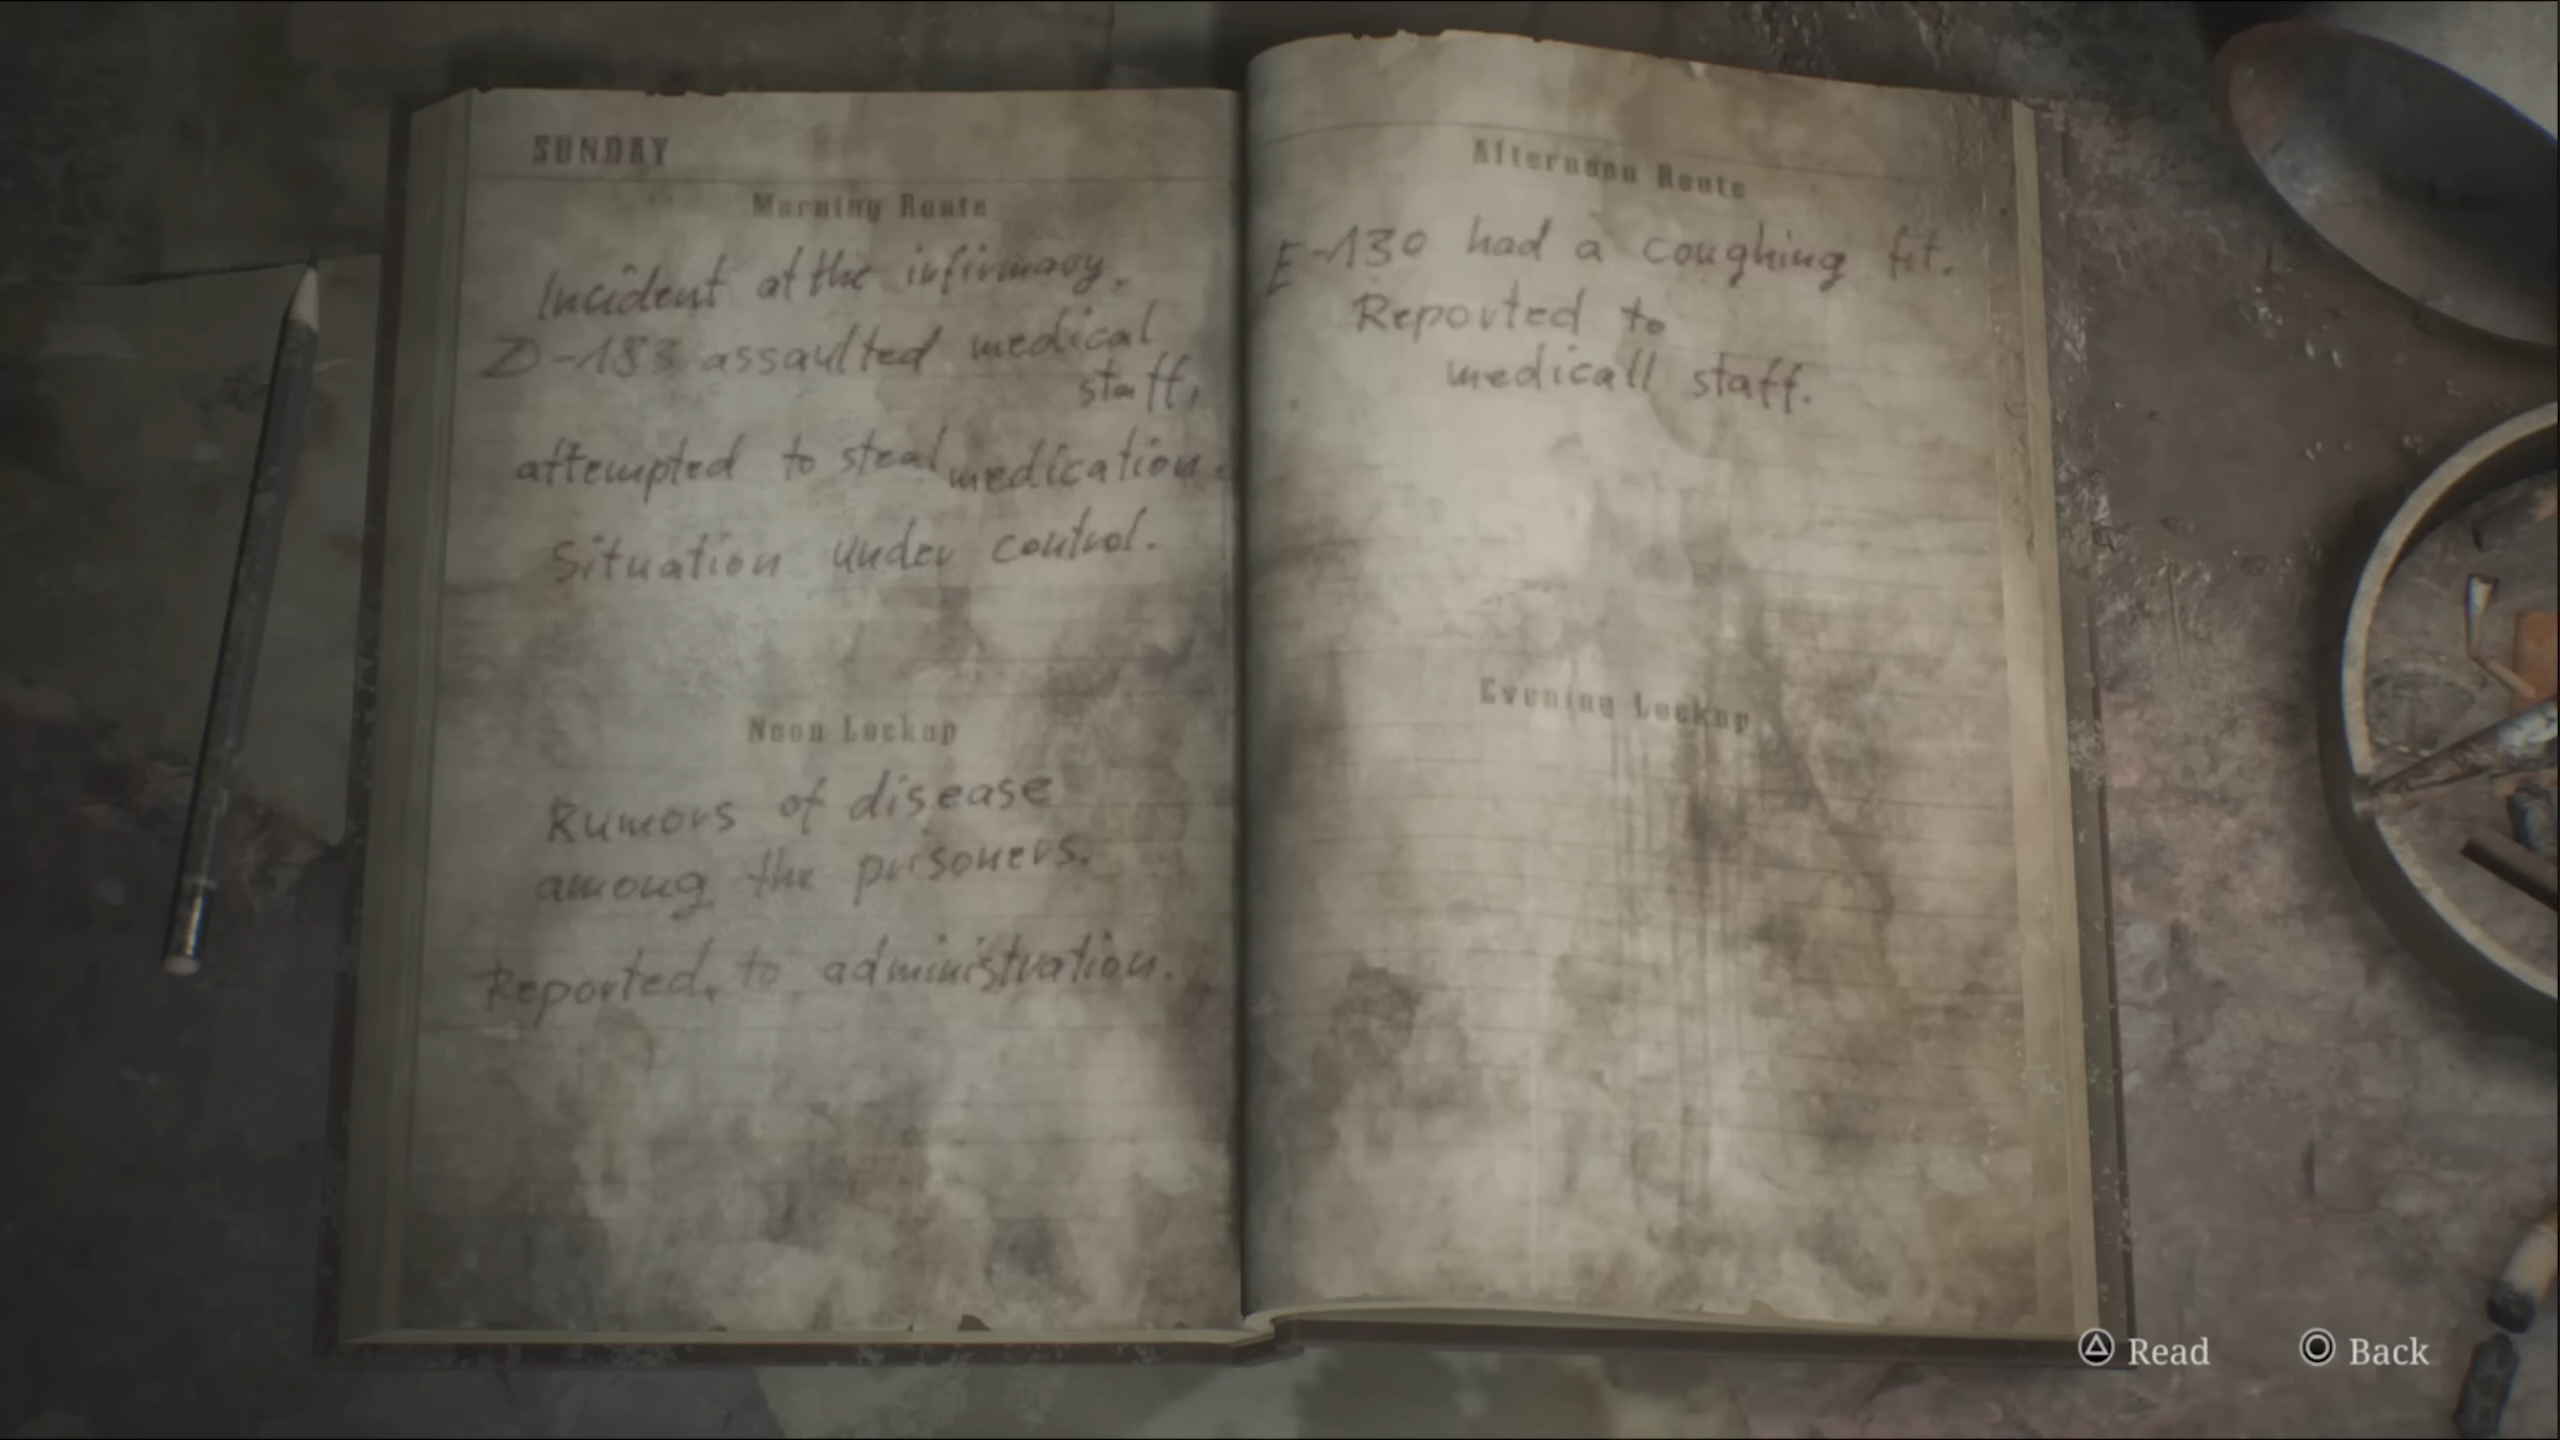 SUNDAY
Morning Route
Incident at the infirmary.
D-183 assaulted medical
staff,
attempted to steal medication.
Situation under control.
Noon Lockup
Rumors of disease
among the prisoners.
Reported to administration.
Afternoon Route
E-130 had a coughing fit.
Reported to
medicall staff.
Evening Lockup
Read
Back